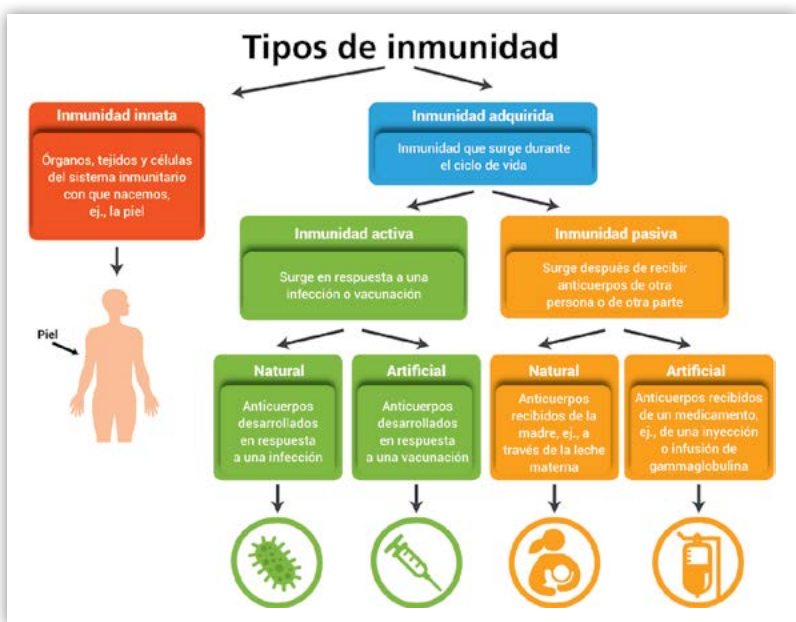 Tipos de inmunidad
Inmunidad innata
Órganos, tejidos y células
del sistema inmunitario
con que nacemos,
ej., la piel
Inmunidad adquirida
Inmunidad que surge durante
el ciclo de vida
Inmunidad activa
Surge en respuesta a una
infección o vacunación
Inmunidad pasiva
Surge después de recibir
anticuerpos de otra
persona o de otra parte
Piel
Natural
Anticuerpos
desarrollados
en respuesta
a una infección
Artificial
Anticuerpos
desarrollados
en respuesta
a una vacunación
Natural
Anticuerpos
recibidos de la
madre, ej., a
través de la leche
materna
Artificial
Anticuerpos recibidos
de un medicamento,
ej., de una inyección
o infusión de
gammaglobulina